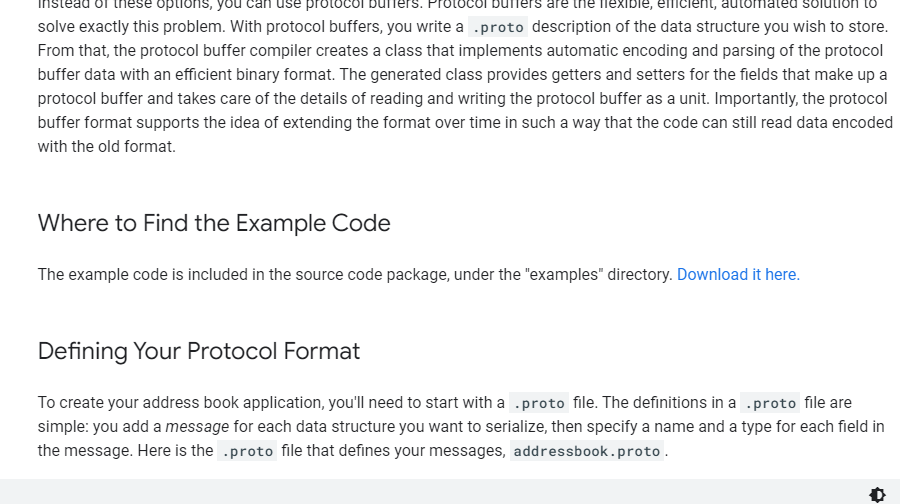 Instead of these options, you can use protocol buffers. Protocol buffers are the flexible, efficient, automated solution to
solve exactly this problem. With protocol buffers, you write a .proto description of the data structure you wish to store.
From that, the protocol buffer compiler creates a class that implements automatic encoding and parsing of the protocol
buffer data with an efficient binary format. The generated class provides getters and setters for the fields that make up a
protocol buffer and takes care of the details of reading and writing the protocol buffer as a unit. Importantly, the protocol
buffer format supports the idea of extending the format over time in such a way that the code can still read data encoded
with the old format.
Where to Find the Example Code
The example code is included in the source code package, under the "examples" directory. Download it here.
Defining Your Protocol Format
To create your address book application, you'll need to start with a .proto file. The definitions in a .proto file are
simple: you add a message for each data structure you want to serialize, then specify a name and a type for each field in
the message. Here is the .proto file that defines your messages, addressbook.proto.